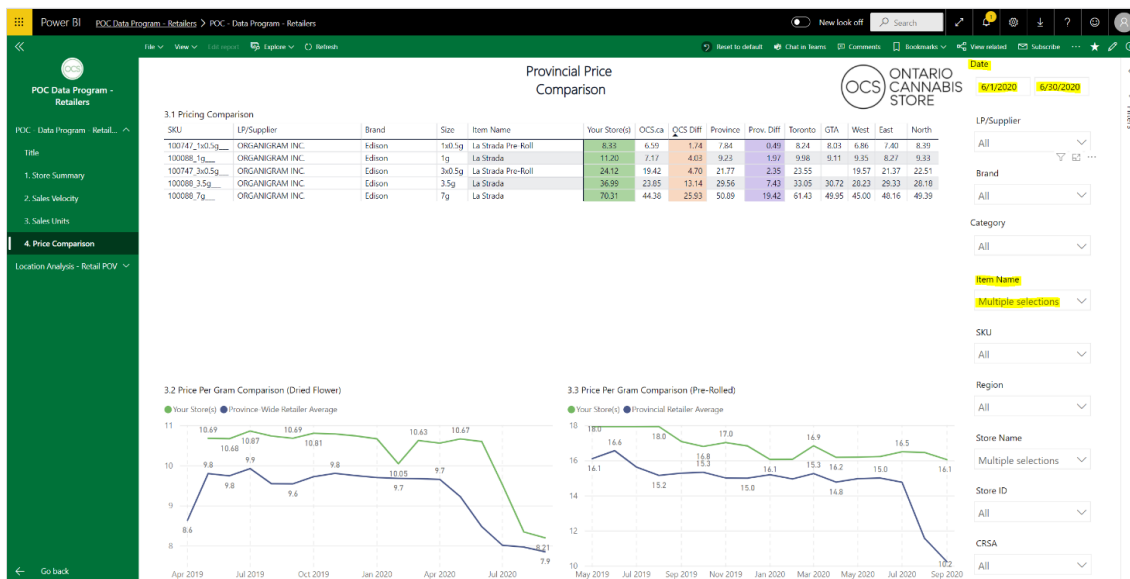 Power BI POC Data Program - Retailers > POC - Data Program - Retailers New look off Search 1 ?
File View Edit report Explore Refresh Reset to default Chat in Teams Comments Bookmarks View related Subscribe ...
OCS
POC Data Program -
Retailers
POC - Data Program - Retail...
Title
1. Store Summary
2. Sales Velocity
3. Sales Units
4. Price Comparison
Location Analysis - Retail POV
Go back
Provincial Price
Comparison
OCS ONTARIO
CANNABIS
STORE
3.1 Pricing Comparison
SKU LP/Supplier Brand Size Item Name Your Store(s) OCS.ca OCS Diff Province Prov. Diff Toronto GTA West East North
100747_1x0.5g__ ORGANIGRAM INC. Edison 1x0.5g La Strada Pre-Roll 8.33 6.59 1.74 7.84 0.49 8.24 8.03 6.86 7.40 8.39
100088_1g___ ORGANIGRAM INC. Edison 1g La Strada 11.20 7.17 4.03 9.23 1.97 9.98 9.11 9.35 8.27 9.33
100747_3x0.5g__ ORGANIGRAM INC. Edison 3x0.5g La Strada Pre-Roll 24.12 19.42 4.70 21.77 2.35 23.55 19.57 21.37 22.51
100088_3.5g___ ORGANIGRAM INC. Edison 3.5g La Strada 36.99 23.85 13.14 29.56 7.43 33.05 30.72 28.23 29.33 28.18
100088_7g___ ORGANIGRAM INC. Edison 7g La Strada 70.31 44.38 25.93 50.89 19.42 61.43 49.95 45.00 48.16 49.39
3.2 Price Per Gram Comparison (Dried Flower)
Your Store(s) Province Wide Retailer Average
11
10
9
8
10.69
10.68
10.87
10.69
10.81
10.05
10.63
10.67
8.21
8.6
9.8
9.8
9.9
9.6
9.8
9.7
9.7
7.9
Apr 2019 Jul 2019 Oct 2019 Jan 2020 Apr 2020 Jul 2020
3.3 Price Per Gram Comparison (Pre-Rolled)
Your Store(s) Provincial Retailer Average
18
16
14
12
10
18.0
18.0
16.8
17.0
16.1
16.9
16.2
16.5
16.1
16.1
16.6
15.2
15.3
15.0
15.3
14.8
15.0
10.2
May 2019 Jul 2019 Sep 2019 Nov 2019 Jan 2020 Mar 2020 May 2020 Jul 2020 Sep 2020
Date
6/1/2020 6/30/2020
LP/Supplier
All
Brand
All
Category
All
Item Name
Multiple selections
SKU
All
Region
All
Store Name
Multiple selections
Store ID
All
CRSA
All
Filters